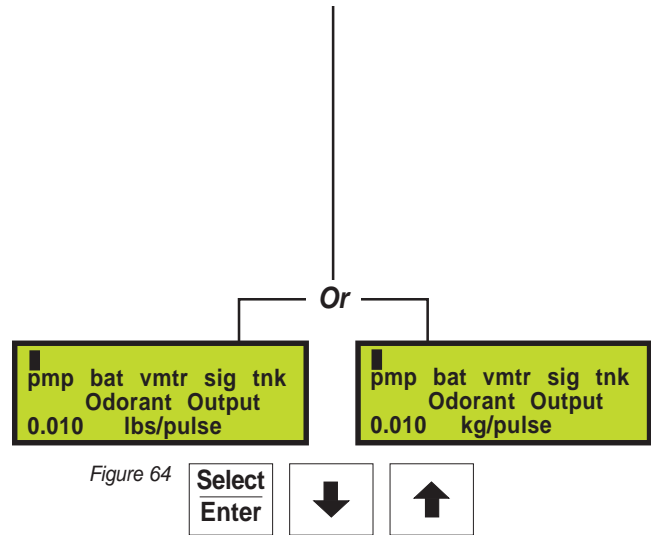 Or
pmp bat vmtr sig tnk
Odorant Output
0.010 lbs/pulse
pmp bat vmtr sig tnk
Odorant Output
0.010 kg/pulse
Figure 64
Select
Enter